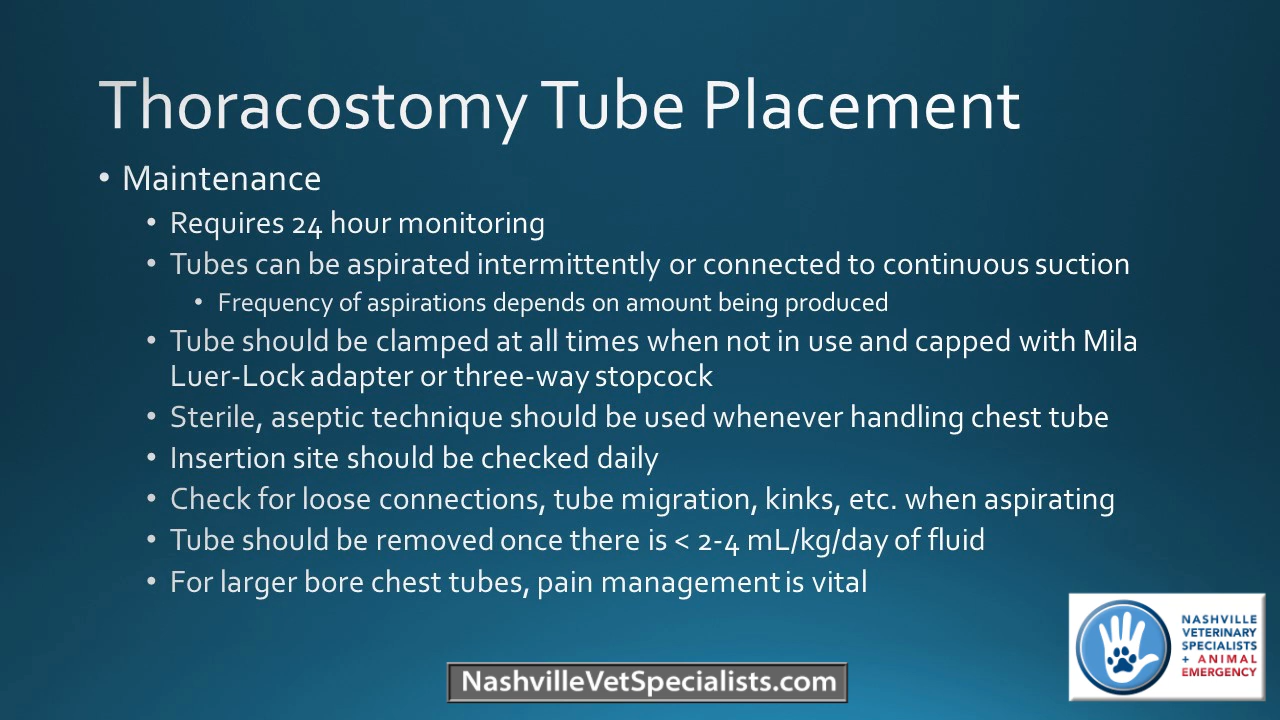 Thoracostomy Tube Placement
• Maintenance
• Requires 24 hour monitoring
• Tubes can be aspirated intermittently or connected to continuous suction
• Frequency of aspirations depends on amount being produced
• Tube should be clamped at all times when not in use and capped with Mila
Luer-Lock adapter or three-way stopcock
• Sterile, aseptic technique should be used whenever handling chest tube
• Insertion site should be checked daily
• Check for loose connections, tube migration, kinks, etc. when aspirating
• Tube should be removed once there is < 2-4 mL/kg/day of fluid
• For larger bore chest tubes, pain management is vital
NASHVILLE
VETERINARY
SPECIALISTS
+ ANIMAL
EMERGENCY
NashvilleVetSpecialists.com